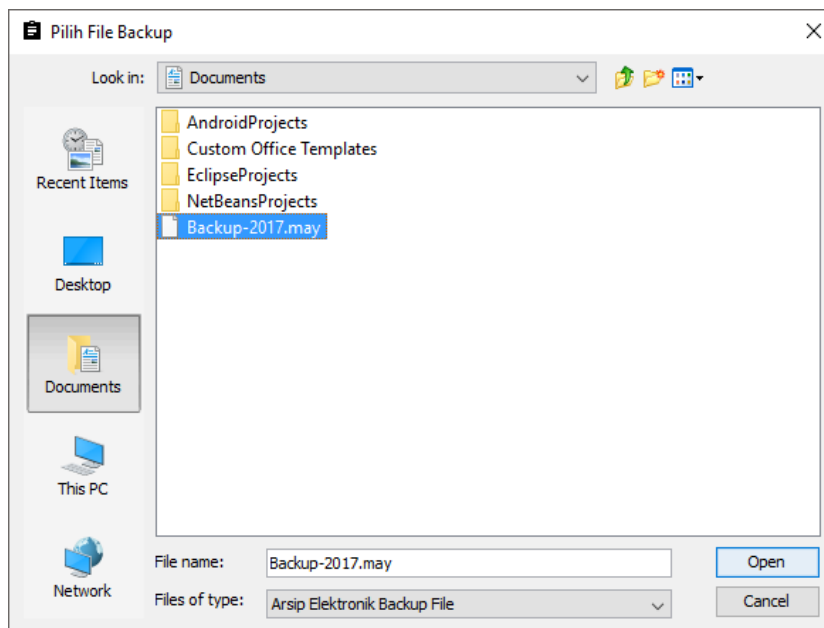 Pilih File Backup
Look in:
Documents
Recent Items
Desktop
Documents
This PC
Network
AndroidProjects
Custom Office Templates
EclipseProjects
NetBeansProjects
Backup-2017.may
File name:
Backup-2017.may
Open
Files of type:
Arsip Elektronik Backup File
Cancel